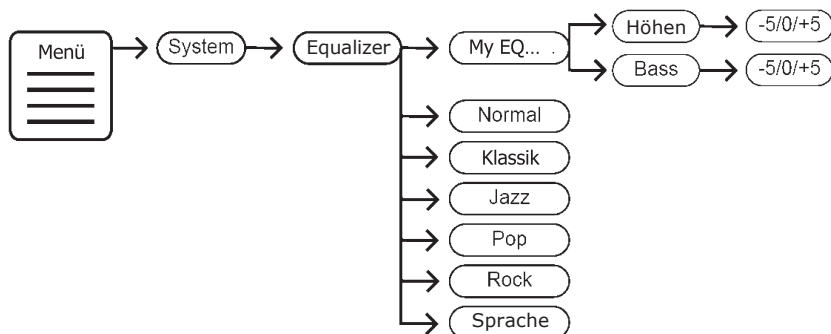 Menü
System
Equalizer
My EQ... .
Höhen
-5/0/+5
Bass
-5/0/+5
Normal
Klassik
Jazz
Pop
Rock
Sprache